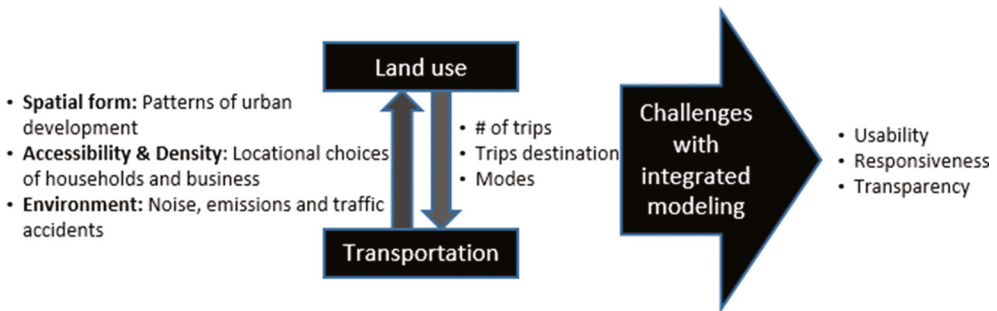 Land use
• Spatial form: Patterns of urban
development
• Accessibility & Density: Locational choices
of households and business
• Environment: Noise, emissions and traffic
accidents
• # of trips
• Trips destination
• Modes
Transportation
Challenges
with
integrated
modeling
• Usability
• Responsiveness
• Transparency